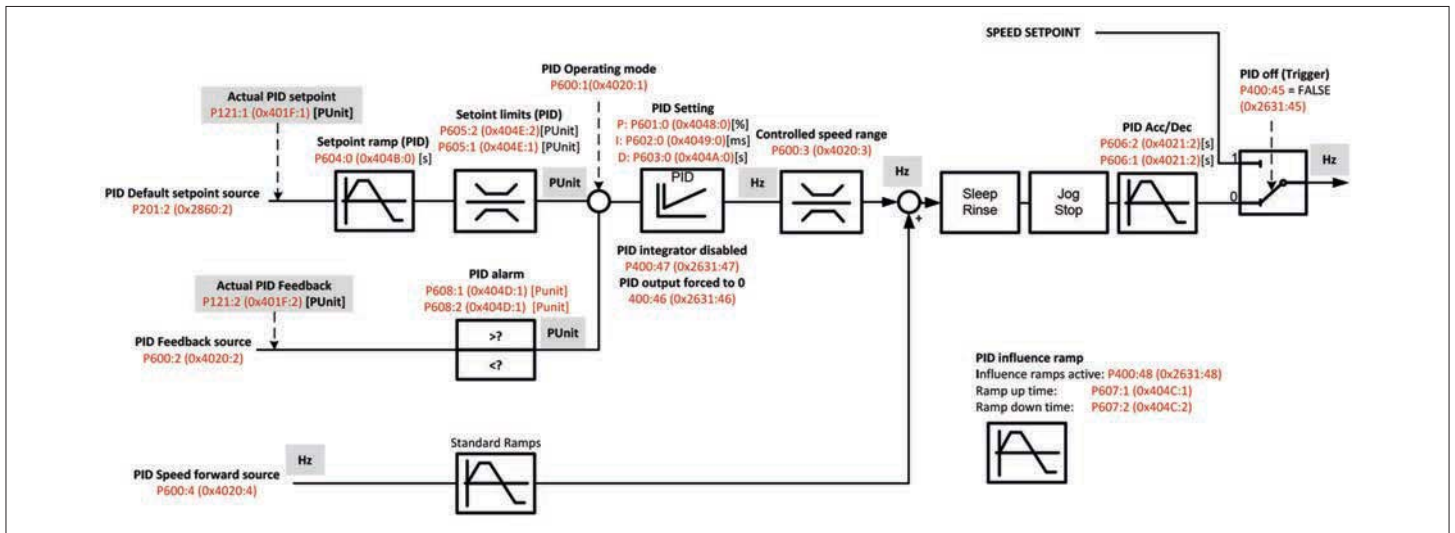 SPEED SETPOINT
PID Operating mode
P600:1(0x4020:1)
PID off (Trigger)
P400:45 = FALSE
(0x2631:45)
Actual PID setpoint
P121:1 (0x401F:1) [PUnit]
Setoint limits (PID)
P605:2 (0x404E:2)[PUnit]
P605:1 (0x404E:1) [PUnit]
PID Setting
P: P601:0 (0x4048:0)[%]
I: P602:0 (0x4049:0)[ms]
D: P603:0 (0x404A:0)[s]
PID
Setpoint ramp (PID)
P604:0 (0x404B:0) [s]
Controlled speed range
P600:3 (0x4020:3)
PID Acc/Dec
P606:2 (0x4021:2)[s]
P606:1 (0x4021:2)[s]
1
Hz
PUnit
Hz
Hz
PID Default setpoint source
P201:2 (0x2860:2)
Sleep
Rinse
Jog
Stop
0
+
PID integrator disabled
P400:47 (0x2631:47)
PID output forced to 0
400:46 (0x2631:46)
Actual PID Feedback
P121:2 (0x401F:2) [PUnit]
PID alarm
P608:1 (0x404D:1) [Punit]
P608:2 (0x404D:1) [Punit]
PUnit
>?
<?
PID Feedback source
P600:2 (0x4020:2)
PID influence ramp
Influence ramps active: P400:48 (0x2631:48)
Ramp up time: P607:1 (0x404C:1)
Ramp down time: P607:2 (0x404C:2)
Standard Ramps
Hz
PID Speed forward source
P600:4 (0x4020:4)